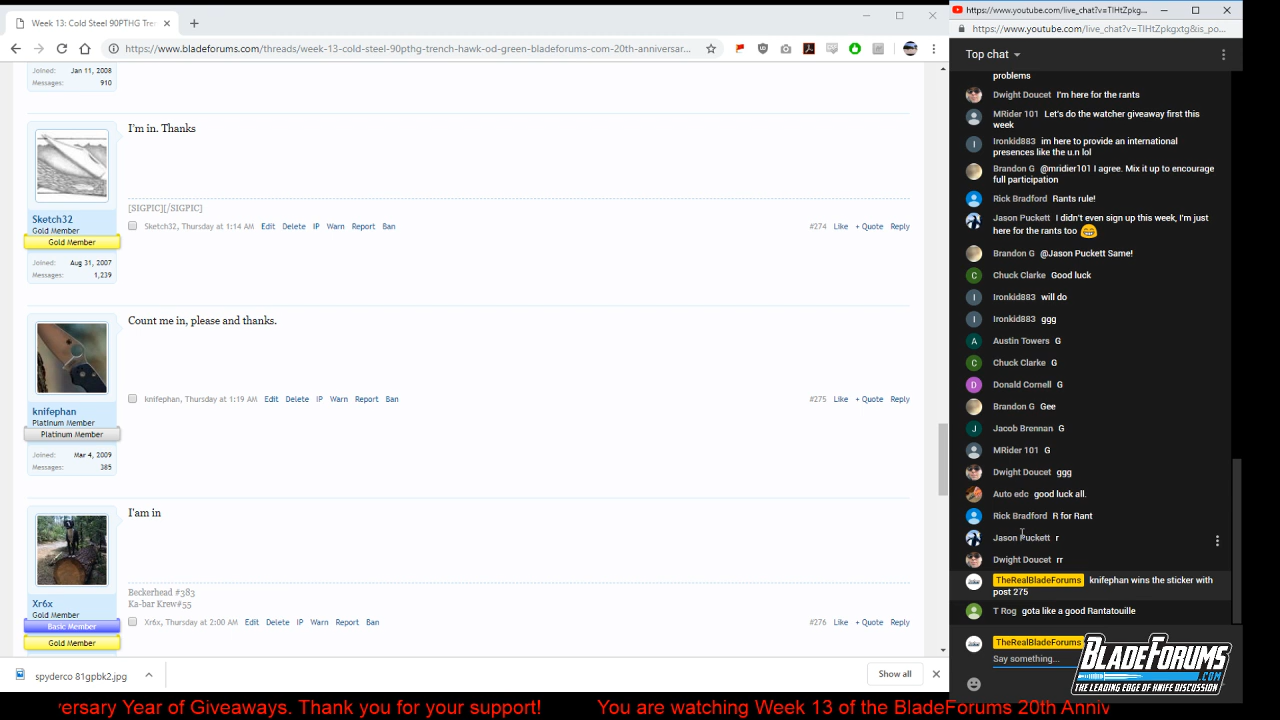 Week 13: Cold Steel 90PTHG Tre
https://www.bladeforums.com/threads/week-13-cold-steel-90pthg-trench-hawk-od-green-bladeforums-com-20th-anniversar...
Joined: Jan 11, 2008
Messages: 910
I'm in. Thanks
[SIGPIC][/SIGPIC]
Sketch32
Gold Member
Gold Member
Sketch32, Thursday at 1:14 AM Edit Delete IP Warn Report Ban #274 Like + Quote Reply
Joined: Aug 31, 2007
Messages: 1,239
Count me in, please and thanks.
knifephan, Thursday at 1:19 AM Edit Delete IP Warn Report Ban #275 Like + Quote Reply
knifephan
Platinum Member
Platinum Member
Joined: Mar 4, 2009
Messages: 385
I'am in
Beckerhead #383
Ka-bar Krew#55
Xr6x
Gold Member
Basic Member
Gold Member
Xr6x, Thursday at 2:00 AM Edit Delete IP Warn Report Ban #276 Like + Quote Reply
spyderco 81gpbk2.jpg
Show all
https://www.youtube.com/live_chat?v=TIHtZpkg...
https://www.youtube.com/live_chat?v=TIHtZpkgxtg&is_po...
Top chat
problems
Dwight Doucet I'm here for the rants
MRider 101 Let's do the watcher giveaway first this
week
Ironkid883 im here to provide an international
presences like the u.n lol
Brandon G @mridier101 I agree. Mix it up to encourage
full participation
Rick Bradford Rants rule!
Jason Puckett I didn't even sign up this week, I'm just
here for the rants too 😁
Brandon G @Jason Puckett Same!
C Chuck Clarke Good luck
I Ironkid883 will do
I Ironkid883 ggg
A Austin Towers G
C Chuck Clarke G
D Donald Cornell G
Brandon G Gee
J Jacob Brennan G
MRider 101 G
Dwight Doucet ggg
Auto edc good luck all.
Rick Bradford R for Rant
Jason Puckett r
Dwight Doucet rr
TheRealBladeForums knifephan wins the sticker with
post 275
T Rog gota like a good Rantatouille
TheRealBladeForums
Say something...
BLADEFORUMS
.COM
THE LEADING EDGE OF KNIFE DISCUSSION
versary Year of Giveaways. Thank you for your support! You are watching Week 13 of the BladeForums 20th Anniv